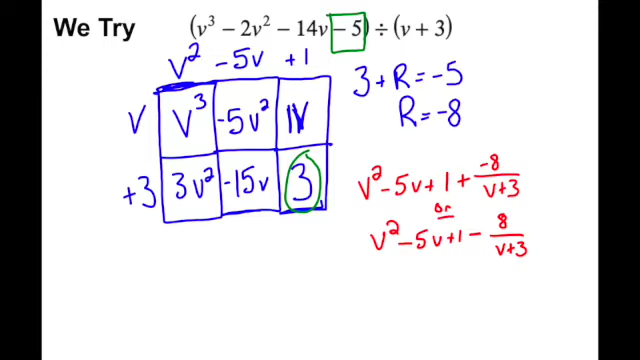 We Try (v³ − 2v² − 14v − 5) ÷ (v + 3)
v² -5v +1
v v³ -5v² 1v
+3 3v² -15v 3
3 + R = -5
R = -8
v² - 5v + 1 + -8/(v+3)
or
v² - 5v + 1 - 8/(v+3)